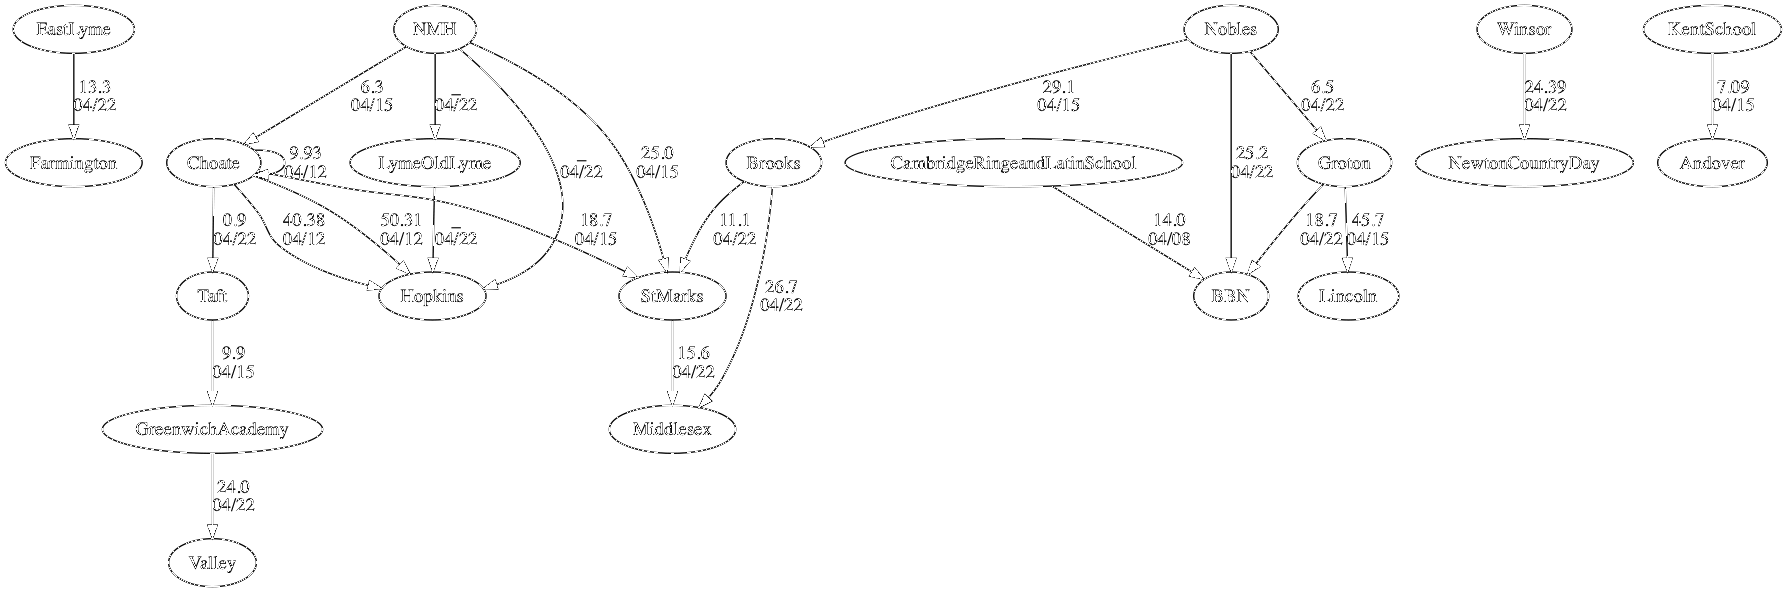 EastLyme
NMH
Nobles
Winsor
KentSchool
13.3
04/22
6.3
04/15
–
04/22
29.1
04/15
6.5
04/22
24.39
04/22
7.09
04/15
Farmington
Choate
9.93
04/12
LymeOldLyme
–
04/22
25.0
04/15
Brooks
CambridgeRingeandLatinSchool
25.2
04/22
Groton
NewtonCountryDay
Andover
0.9
04/22
40.38
04/12
50.31
04/12
–
04/22
18.7
04/15
11.1
04/22
14.0
04/08
18.7
04/22
45.7
04/15
Taft
Hopkins
StMarks
26.7
04/22
BBN
Lincoln
9.9
04/15
15.6
04/22
GreenwichAcademy
Middlesex
24.0
04/22
Valley